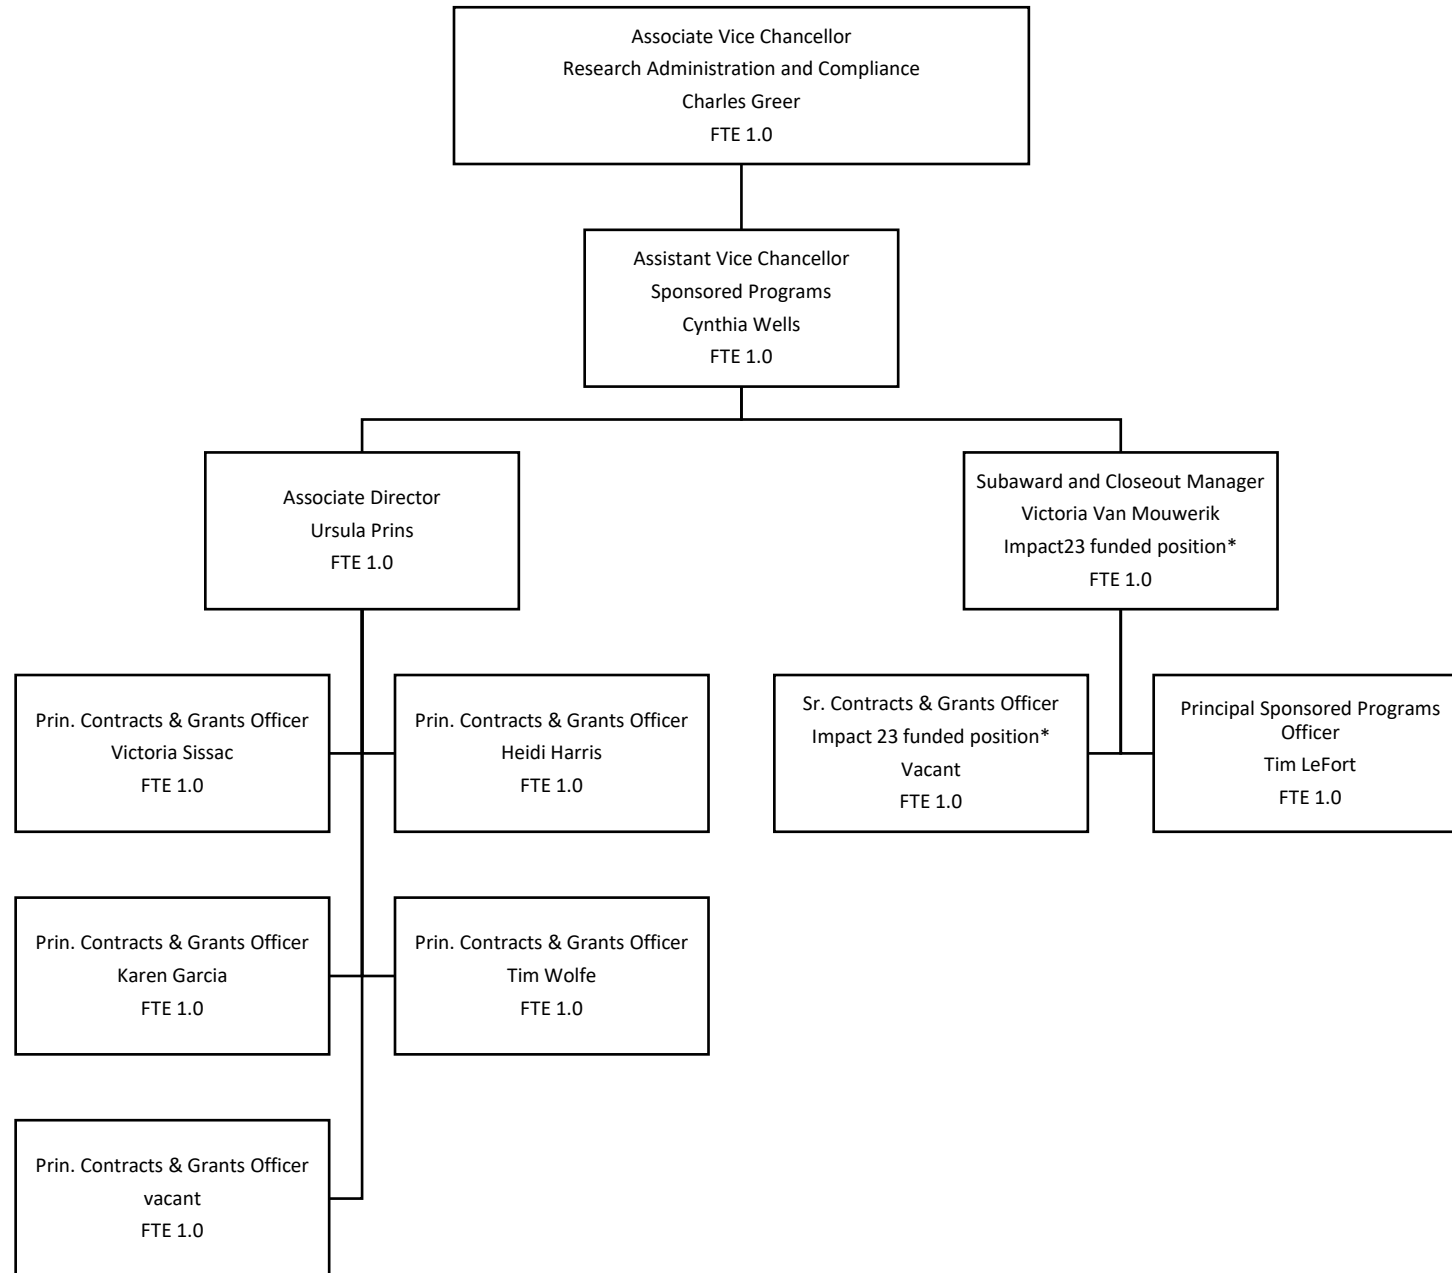 Associate Vice Chancellor
Research Administration and Compliance
Charles Greer
FTE 1.0
Assistant Vice Chancellor
Sponsored Programs
Cynthia Wells
FTE 1.0
Associate Director
Ursula Prins
FTE 1.0
Subaward and Closeout Manager
Victoria Van Mouwerik
Impact23 funded position*
FTE 1.0
Prin. Contracts & Grants Officer
Victoria Sissac
FTE 1.0
Prin. Contracts & Grants Officer
Heidi Harris
FTE 1.0
Sr. Contracts & Grants Officer
Impact 23 funded position*
Vacant
FTE 1.0
Principal Sponsored Programs
Officer
Tim LeFort
FTE 1.0
Prin. Contracts & Grants Officer
Karen Garcia
FTE 1.0
Prin. Contracts & Grants Officer
Tim Wolfe
FTE 1.0
Prin. Contracts & Grants Officer
vacant
FTE 1.0